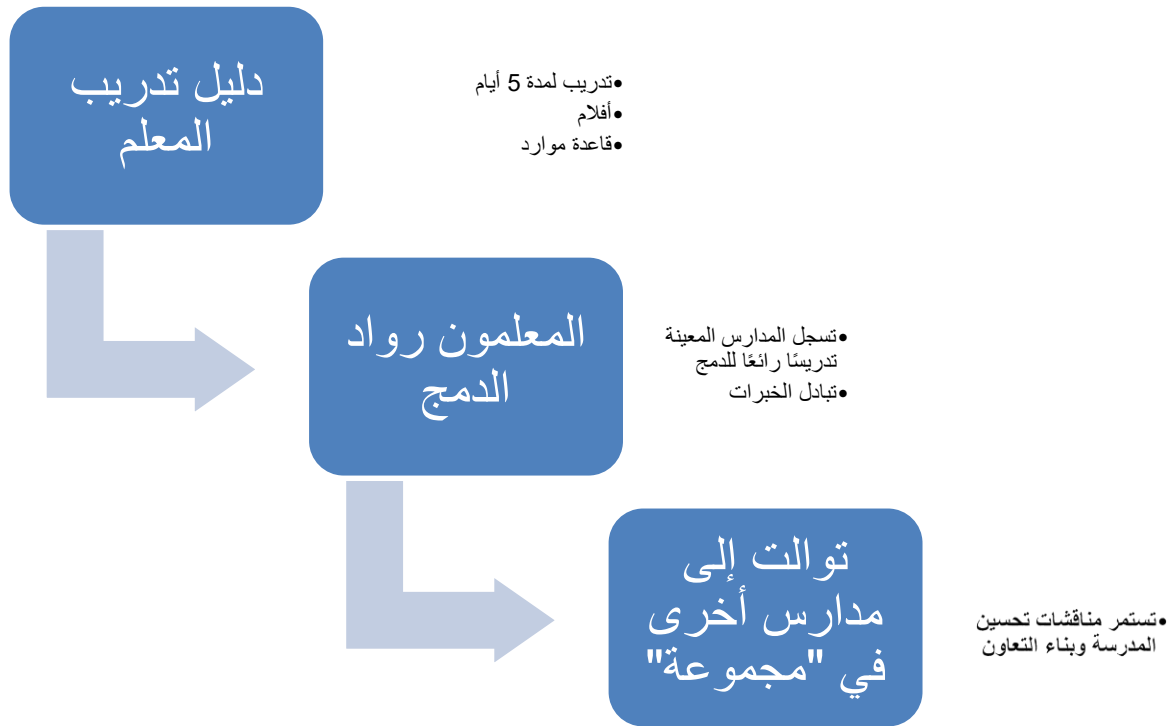 دليل تدريب
المعلم
•تدريب لمدة 5 أيام
•أفلام
•قاعدة موارد
المعلمون رواد
الدمج
•تسجل المدارس المعينة
تدريسًا رائعًا للدمج
•تبادل الخبرات
توالت إلى
مدارس أخرى
في "مجموعة"
•تستمر مناقشات تحسين
المدرسة وبناء التعاون